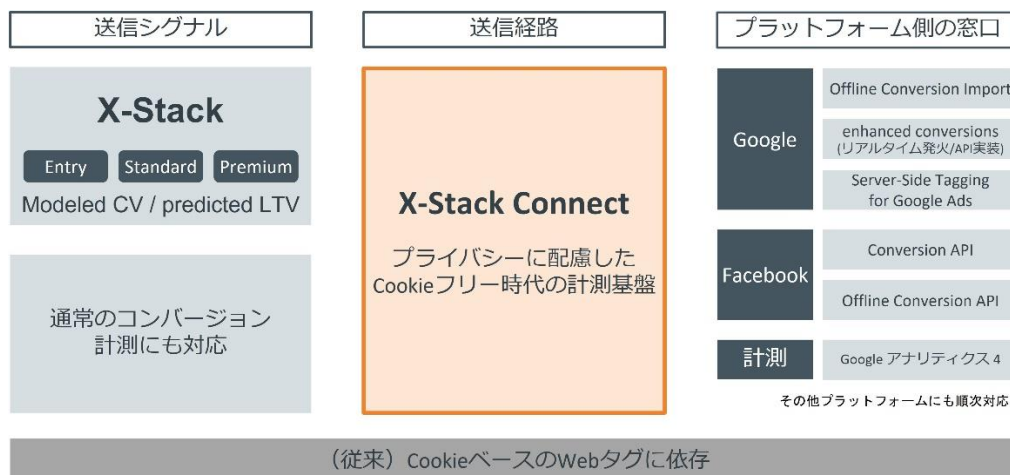 送信シグナル
X-Stack
Entry Standard Premium
Modeled CV / predicted LTV
通常のコンバージョン
計測にも対応
送信経路
X-Stack Connect
プライバシーに配慮した
Cookieフリー時代の計測基盤
プラットフォーム側の窓口
Google
Offline Conversion Import
enhanced conversions
(リアルタイム発火/API実装)
Server-Side Tagging
for Google Ads
Facebook
Conversion API
Offline Conversion API
計測
Google アナリティクス 4
その他プラットフォームにも順次対応
（従来）CookieベースのWebタグに依存